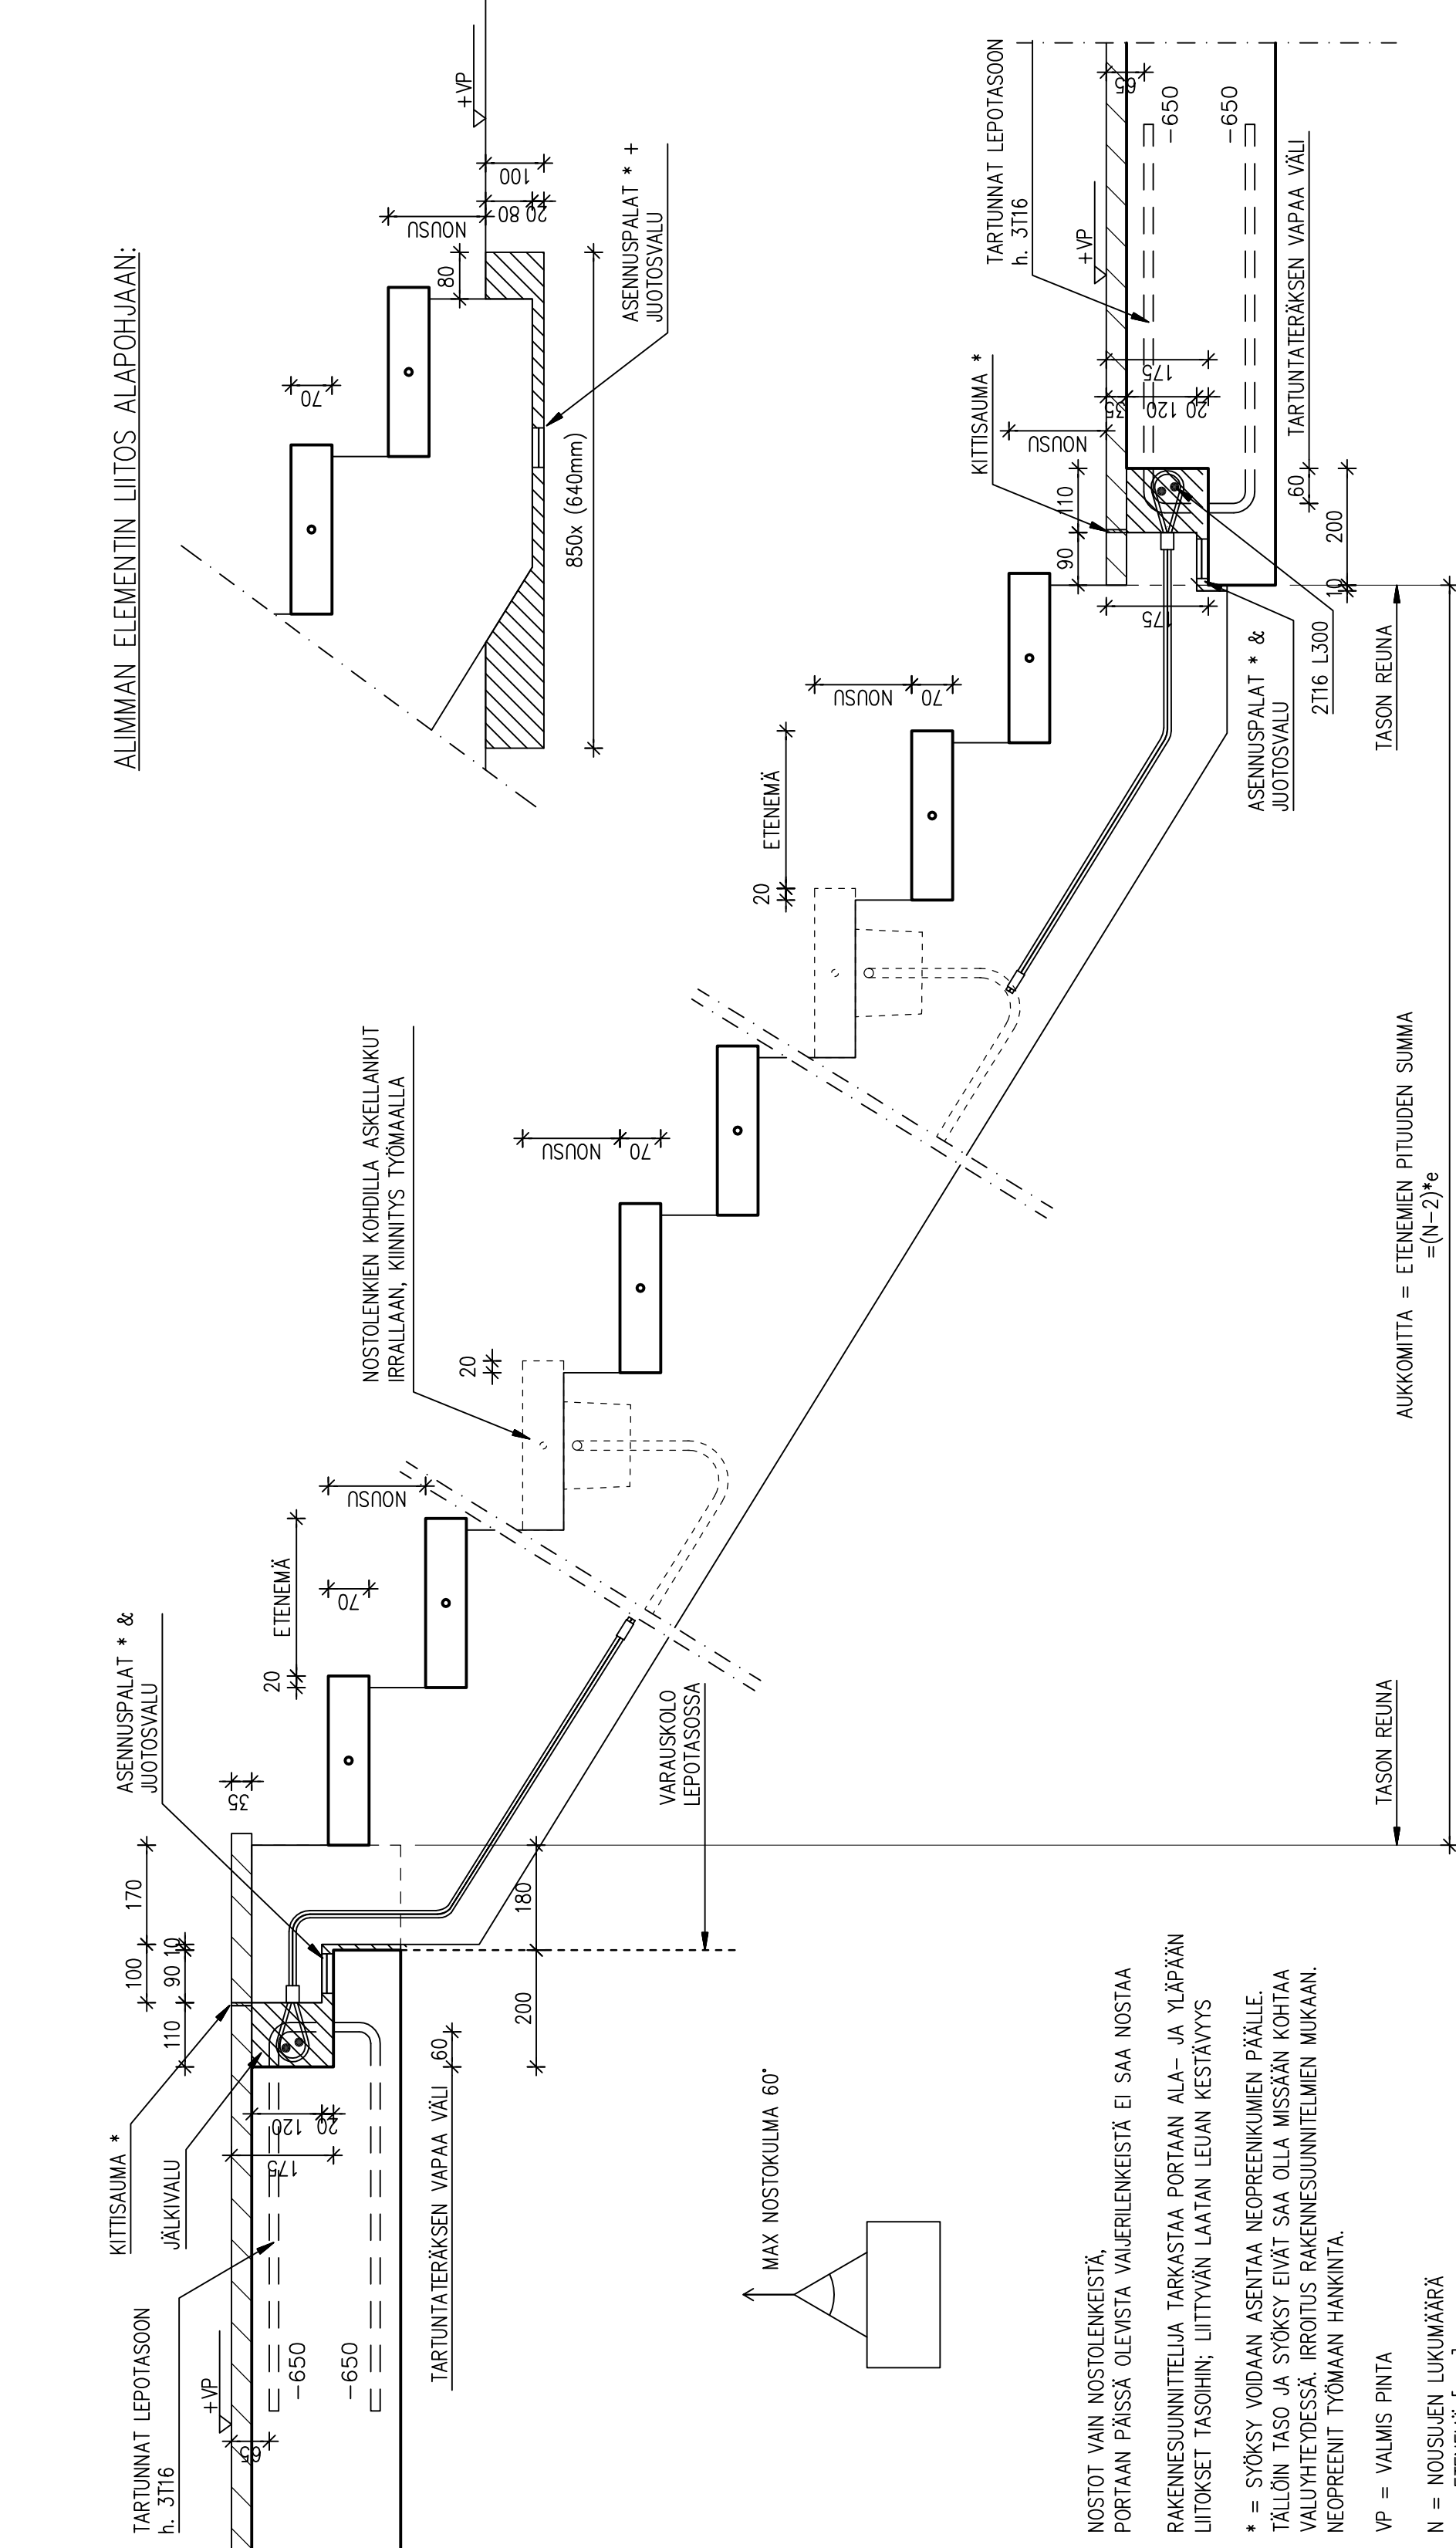 ALIMMAN ELEMENTIN LIITOS ALAPOHJAAN:
+VP
100
20 80
NOUSU
80
70
ASENNUSPALAT * +
JUOTOSVALU
850x (640mm)
TARTUNNAT LEPOTASOON
h. 3T16
+VP
65
-650
-650
KITTISAUMA *
NOUSU
175
35
120
20
110
90
175
TARTUNTATERÄKSEN VAPAA VÄLI
60
200
10
ASENNUSPALAT * &
JUOTOSVALU
2T16 L300
TASON REUNA
NOUSU
70
ETENEMÄ
20
NOSTOLENKIEN KOHDILLA ASKELLANKUT
IRRALLAAN, KIINNITYS TYÖMAALLA
NOUSU
70
20
NOUSU
ETENEMÄ
70
20
AUKKOMITTA = ETENEMIEN PITUUDEN SUMMA
=(N-2)*e
ASENNUSPALAT * &
JUOTOSVALU
35
170
100
10
90
110
VARAUSKOLO
LEPOTASOSSA
180
200
60
TASON REUNA
KITTISAUMA *
JÄLKIVALU
120
20
175
TARTUNTATERÄKSEN VAPAA VÄLI
TARTUNNAT LEPOTASOON
h. 3T16
+VP
65
-650
-650
MAX NOSTOKULMA 60°
NOSTOT VAIN NOSTOLENKEISTÄ,
PORTAAN PÄISSÄ OLEVISTA VAIJERILENKEISTÄ EI SAA NOSTAA
RAKENNESUUNNITTELIJA TARKASTAA PORTAAN ALA- JA YLÄPÄÄN
LIITOKSET TASOIHIN; LIITTYVÄN LAATAN LEUAN KESTÄVYYS
* = SYÖKSY VOIDAAN ASENTAA NEOPREENIKUMIEN PÄÄLLE.
TÄLLÖIN TASO JA SYÖKSY EIVÄT SAA OLLA MISSÄÄN KOHTAA
VALUYHTEYDESSÄ. IRROITUS RAKENNESUUNNITELMIEN MUKAAN.
NEOPREENIT TYÖMAAN HANKINTA.
VP = VALMIS PINTA
N = NOUSUJEN LUKUMÄÄRÄ